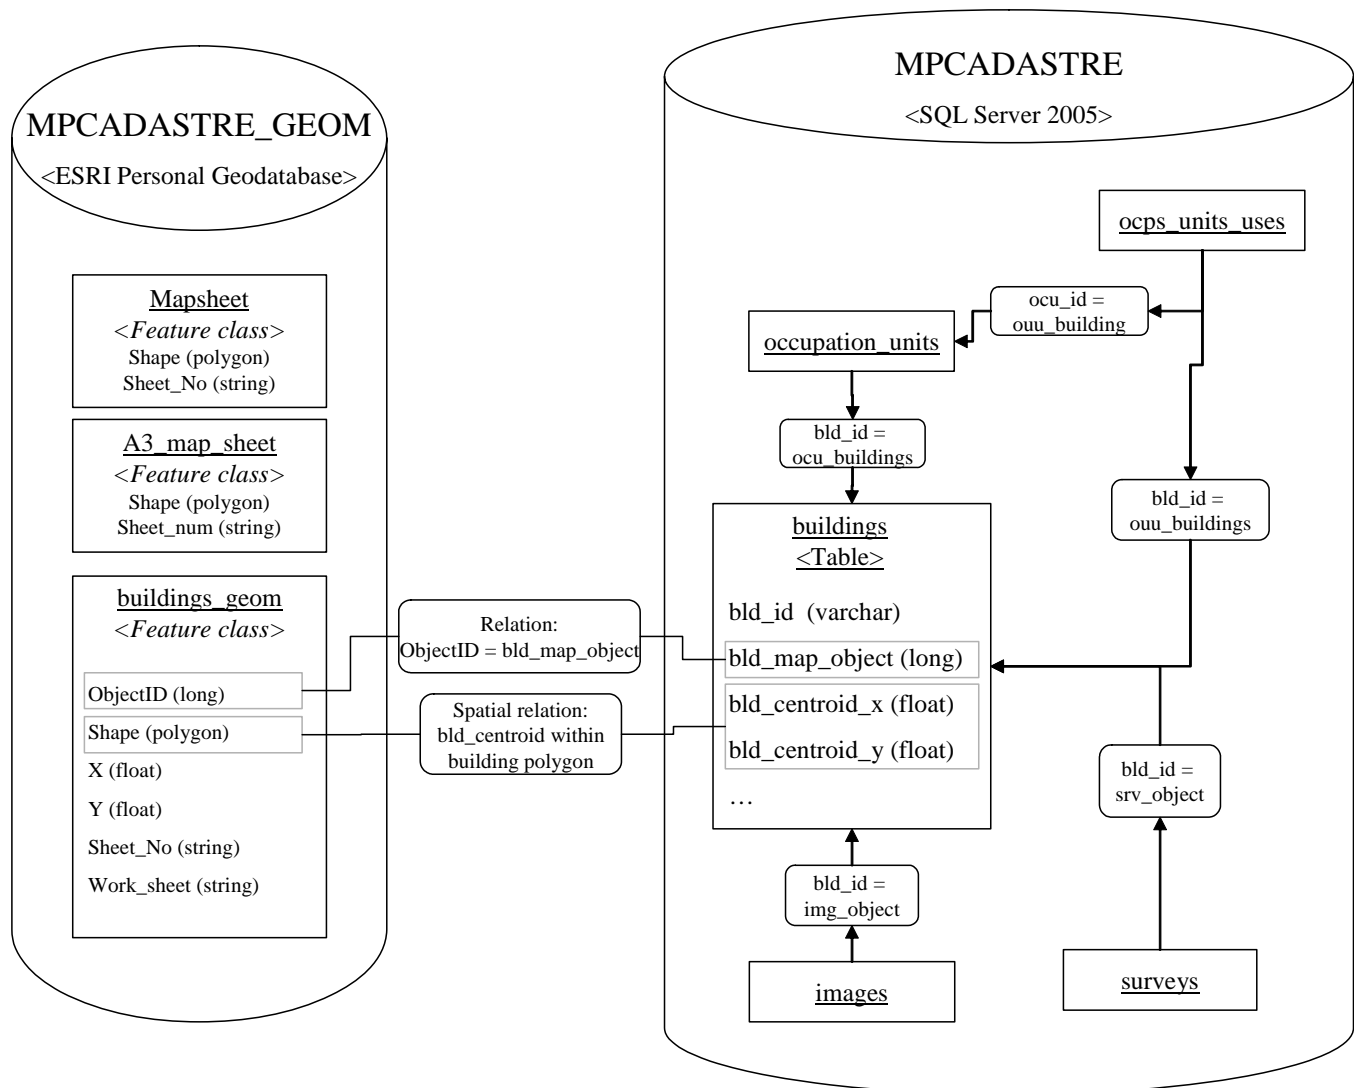 MPCADASTRE_GEOM
<ESRI Personal Geodatabase>
Mapsheet
<Feature class>
Shape (polygon)
Sheet_No (string)
A3_map_sheet
<Feature class>
Shape (polygon)
Sheet_num (string)
buildings_geom
<Feature class>
ObjectID (long)
Shape (polygon)
X (float)
Y (float)
Sheet_No (string)
Work_sheet (string)
Relation:
ObjectID = bld_map_object
Spatial relation:
bld_centroid within
building polygon
MPCADASTRE
<SQL Server 2005>
ocps_units_uses
ocu_id =
ouu_building
occupation_units
bld_id =
ocu_buildings
bld_id =
ouu_buildings
buildings
<Table>
bld_id (varchar)
bld_map_object (long)
bld_centroid_x (float)
bld_centroid_y (float)
…
bld_id =
srv_object
bld_id =
img_object
images
surveys